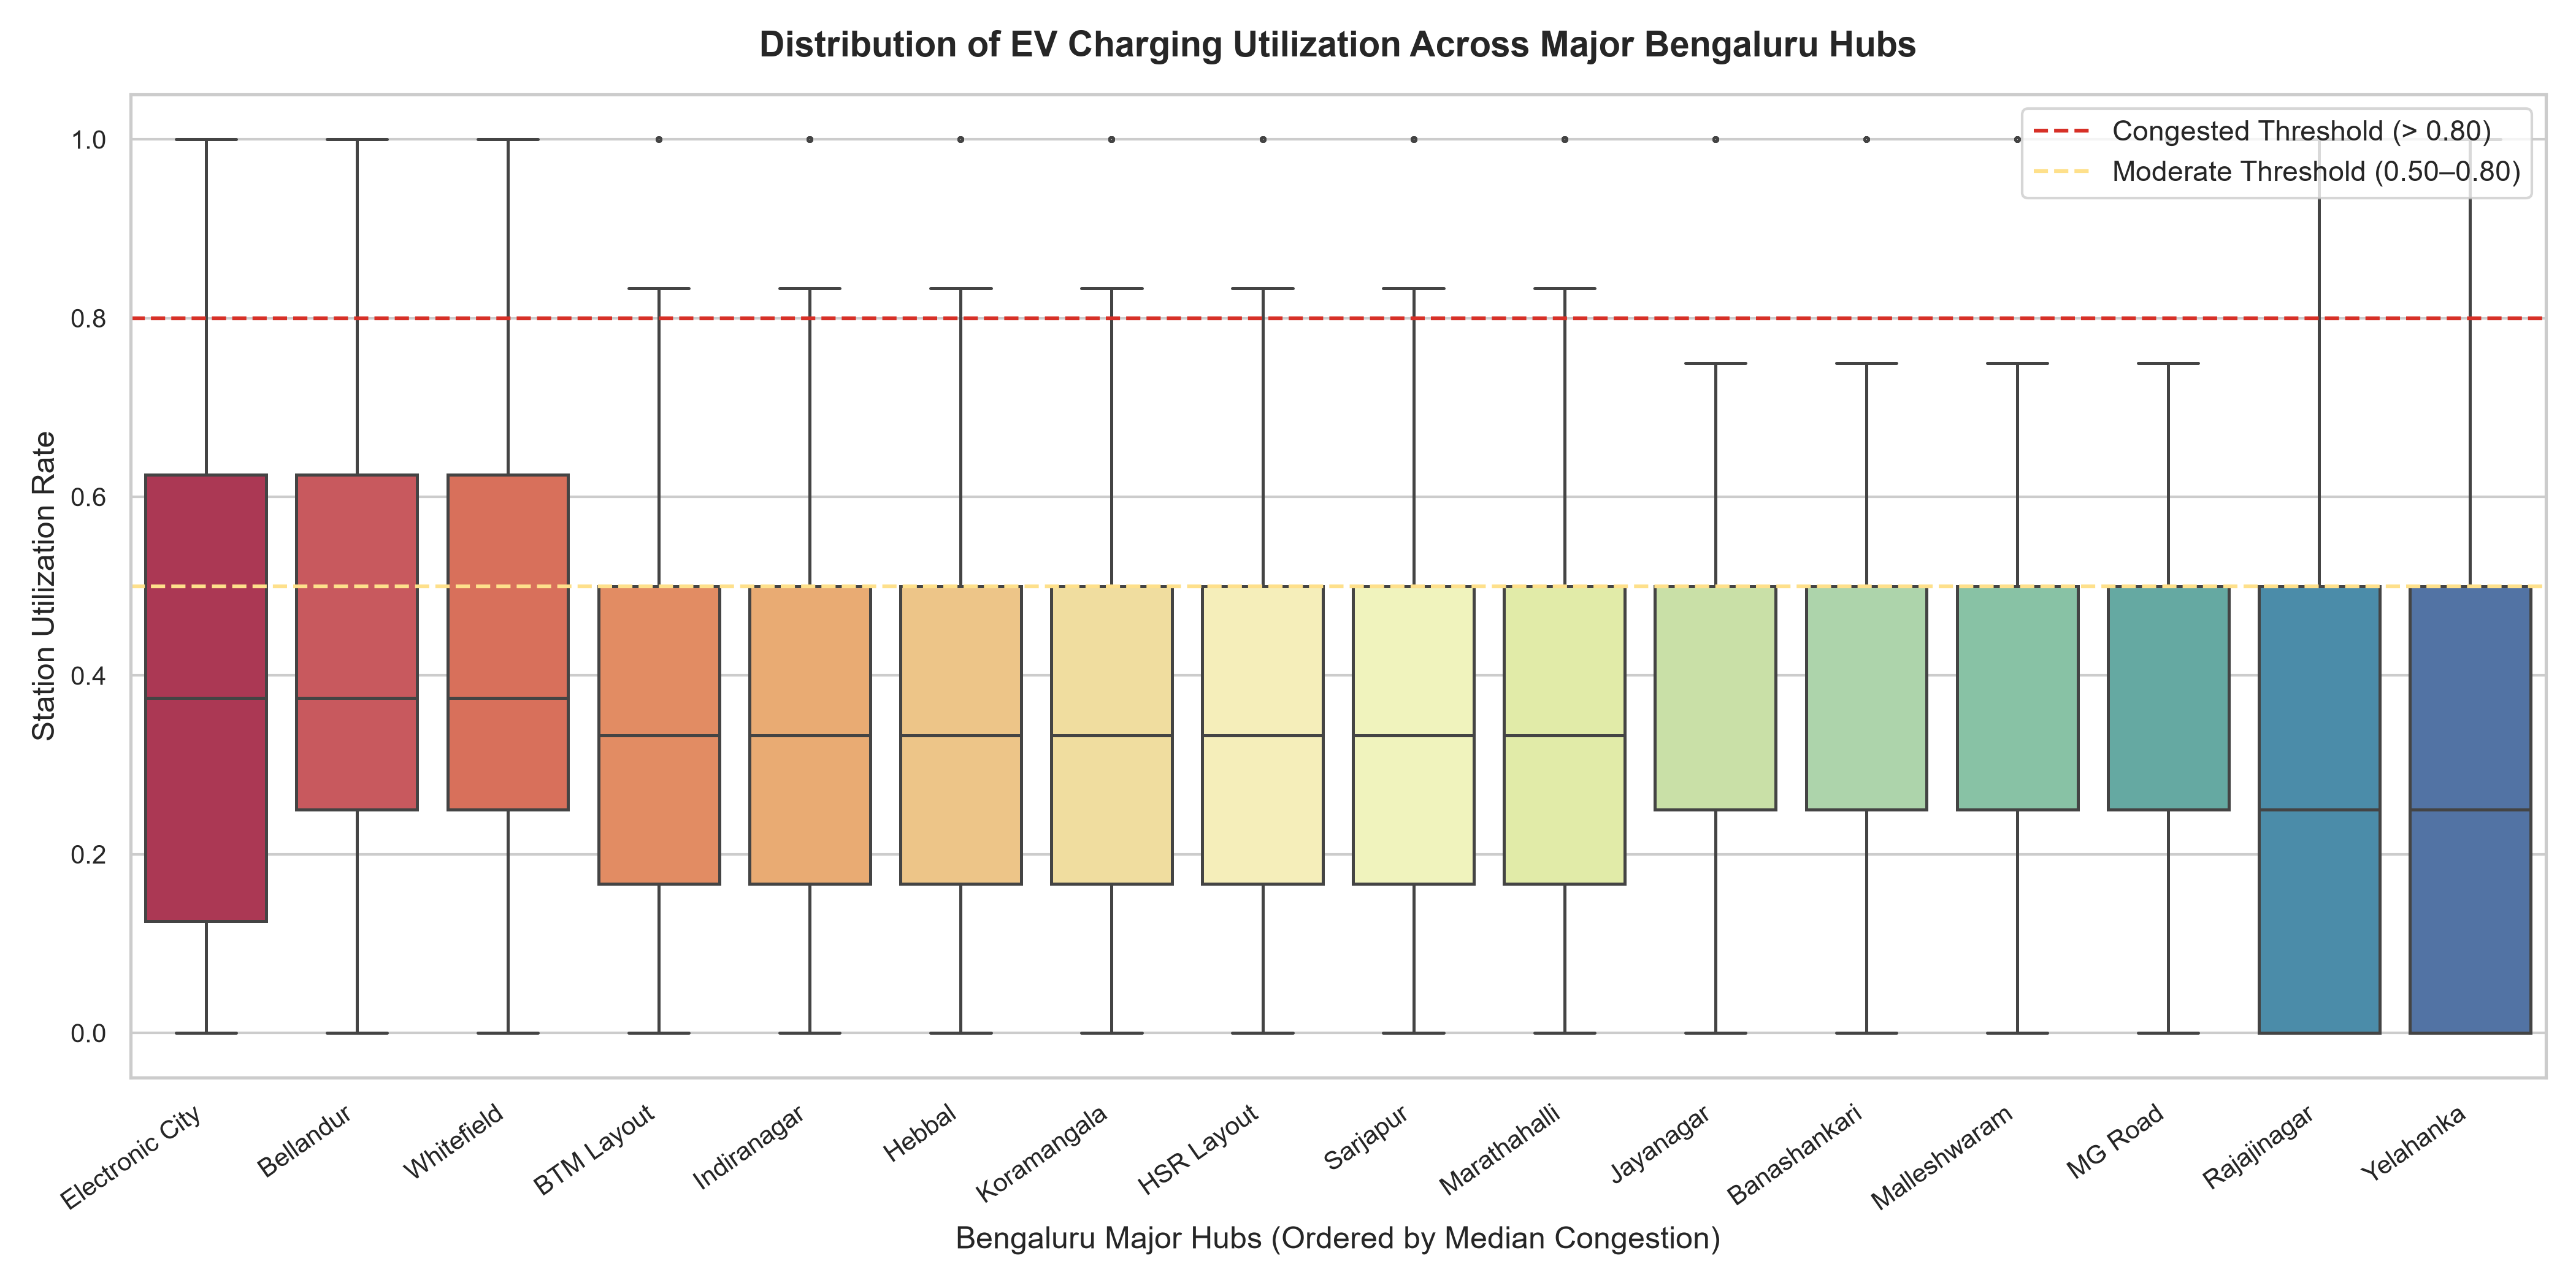 Distribution of EV Charging Utilization Across Major Bengaluru Hubs
Congested Threshold (> 0.80)
Moderate Threshold (0.50–0.80)
Station Utilization Rate
1.0
0.8
0.6
0.4
0.2
0.0
Electronic City
Bellandur
Whitefield
BTM Layout
Indiranagar
Hebbal
Koramangala
HSR Layout
Sarjapur
Marathahalli
Jayanagar
Banashankari
Malleshwaram
MG Road
Rajajinagar
Yelahanka
Bengaluru Major Hubs (Ordered by Median Congestion)